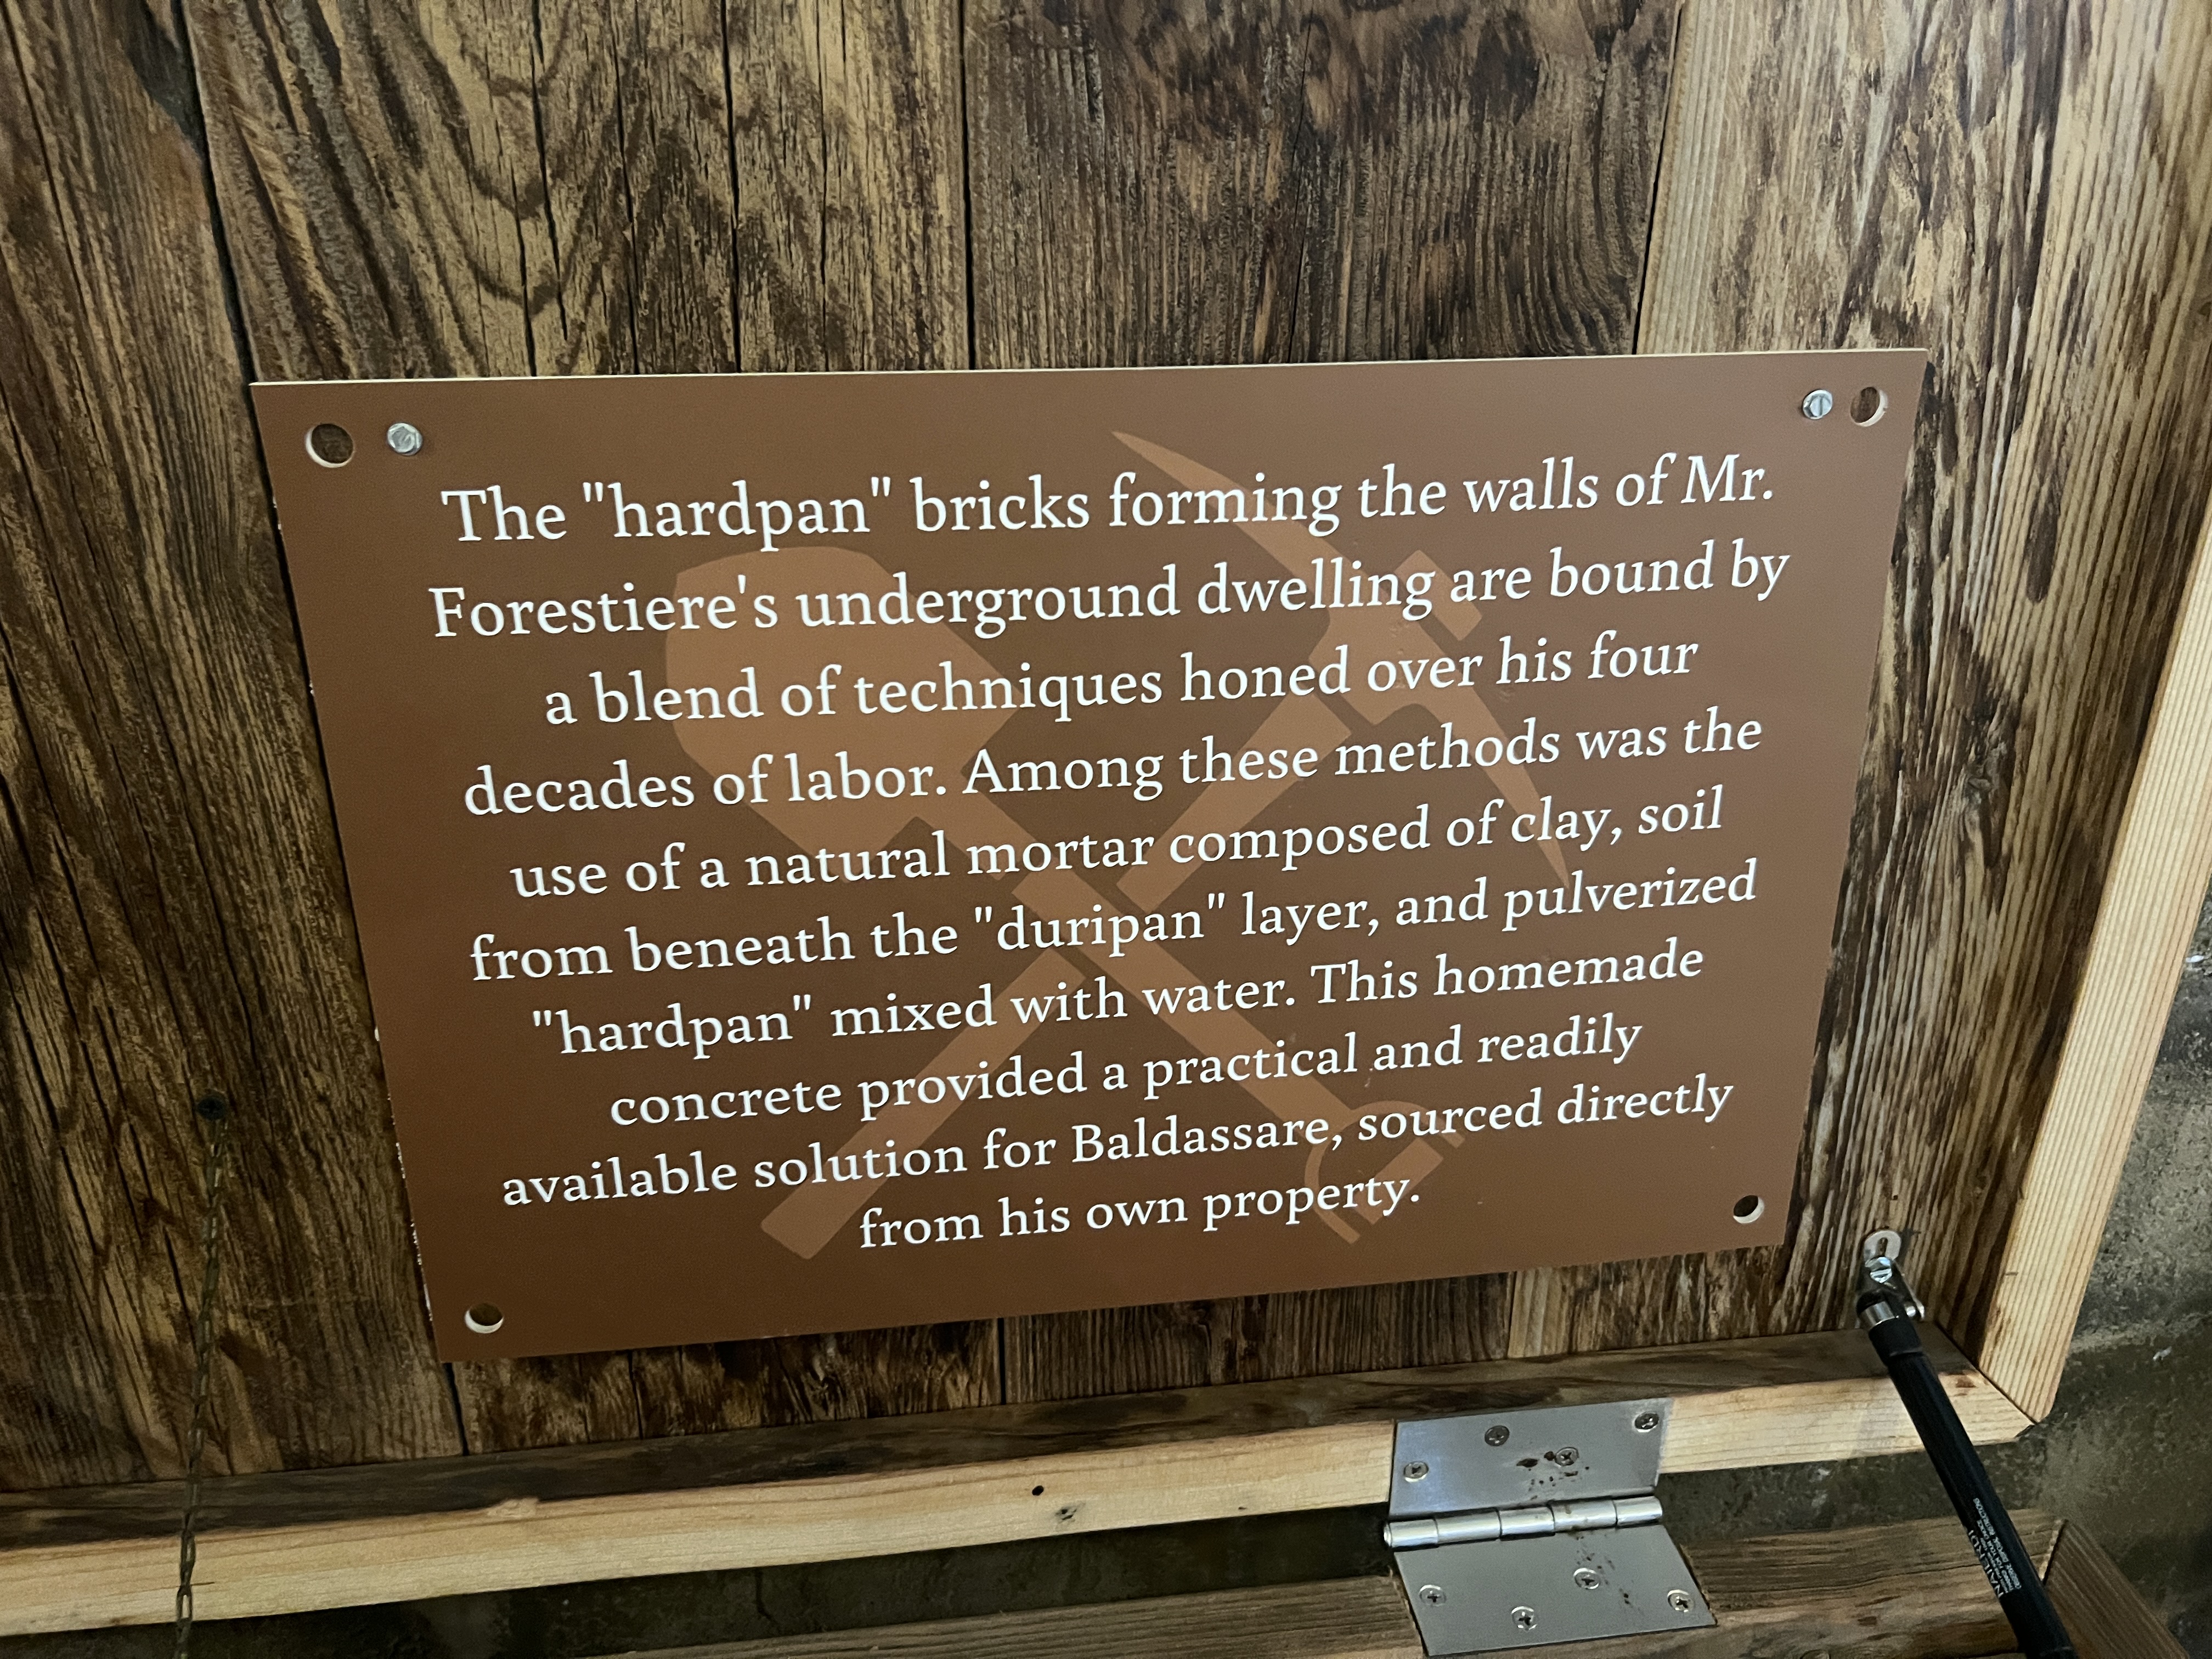 The "hardpan" bricks forming the walls of Mr.
Forestiere's underground dwelling are bound by
a blend of techniques honed over his four
decades of labor. Among these methods was the
use of a natural mortar composed of clay, soil
from beneath the "duripan" layer, and pulverized
"hardpan" mixed with water. This homemade
concrete provided a practical and readily
available solution for Baldassare, sourced directly
from his own property.